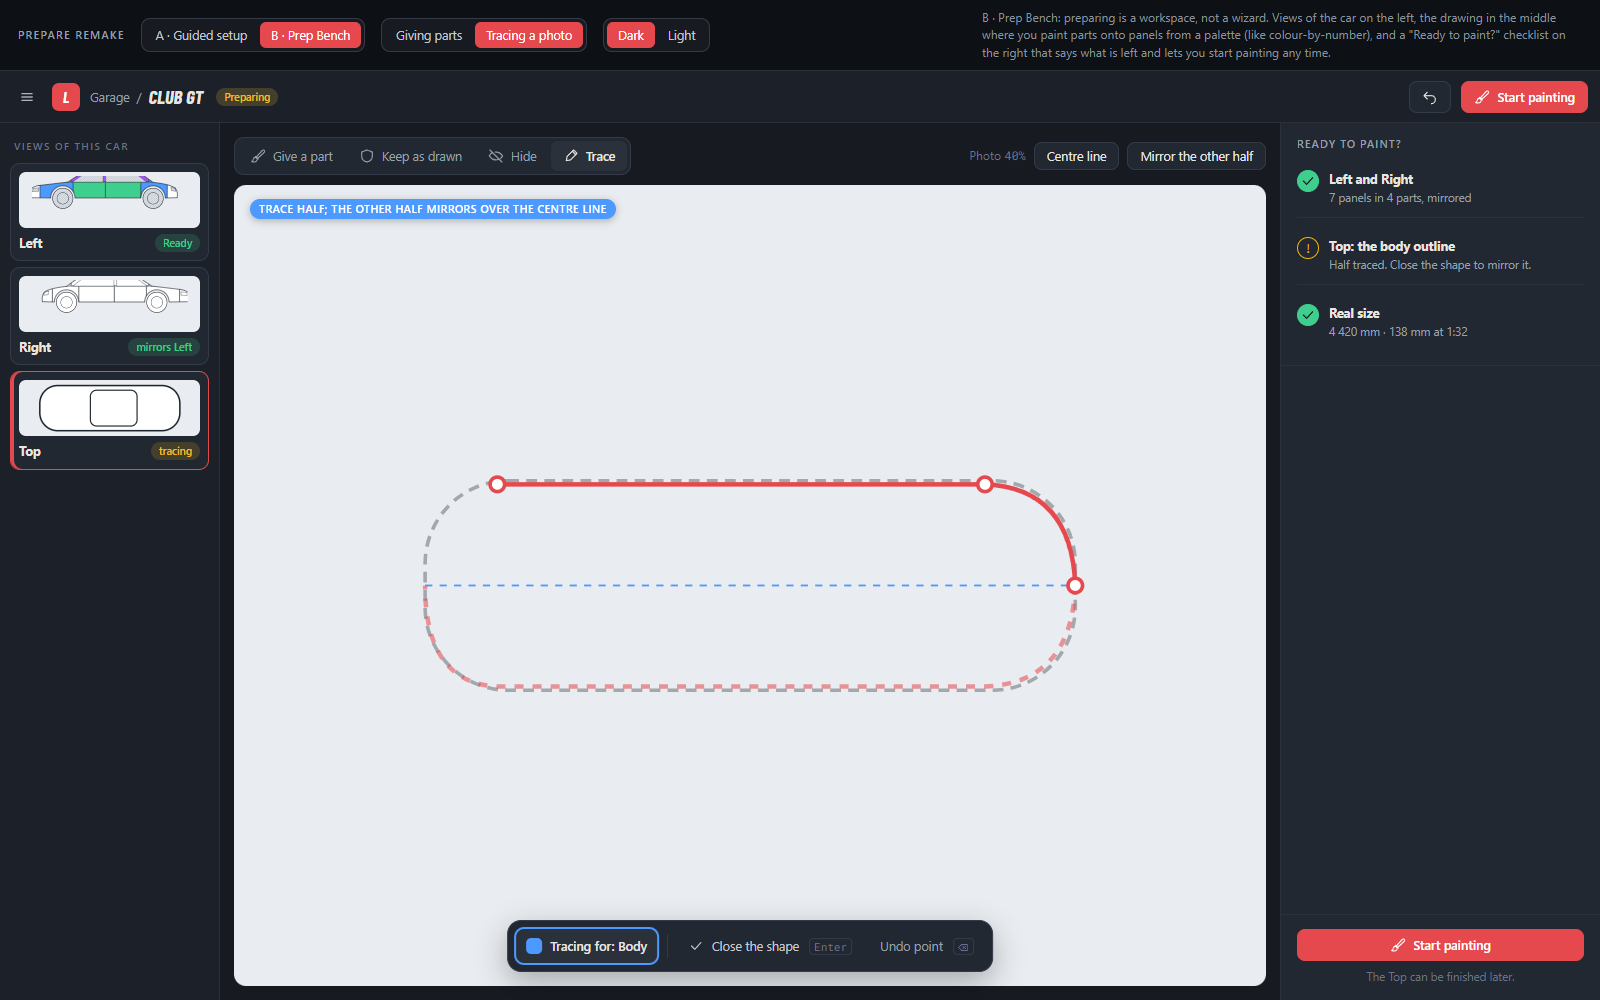 PREPARE REMAKE
A · Guided setup
B · Prep Bench
Giving parts
Tracing a photo
Dark
Light
B · Prep Bench: preparing is a workspace, not a wizard. Views of the car on the left, the drawing in the middle
where you paint parts onto panels from a palette (like colour-by-number), and a "Ready to paint?" checklist on
the right that says what is left and lets you start painting any time.
L
Garage / CLUB GT
Preparing
Start painting
VIEWS OF THIS CAR
Left
Ready
Right
mirrors Left
Top
tracing
Give a part
Keep as drawn
Hide
Trace
Photo 40%
Centre line
Mirror the other half
TRACE HALF; THE OTHER HALF MIRRORS OVER THE CENTRE LINE
Tracing for: Body
Close the shape
Enter
Undo point
READY TO PAINT?
Left and Right
7 panels in 4 parts, mirrored
Top: the body outline
Half traced. Close the shape to mirror it.
Real size
4 420 mm · 138 mm at 1:32
Start painting
The Top can be finished later.